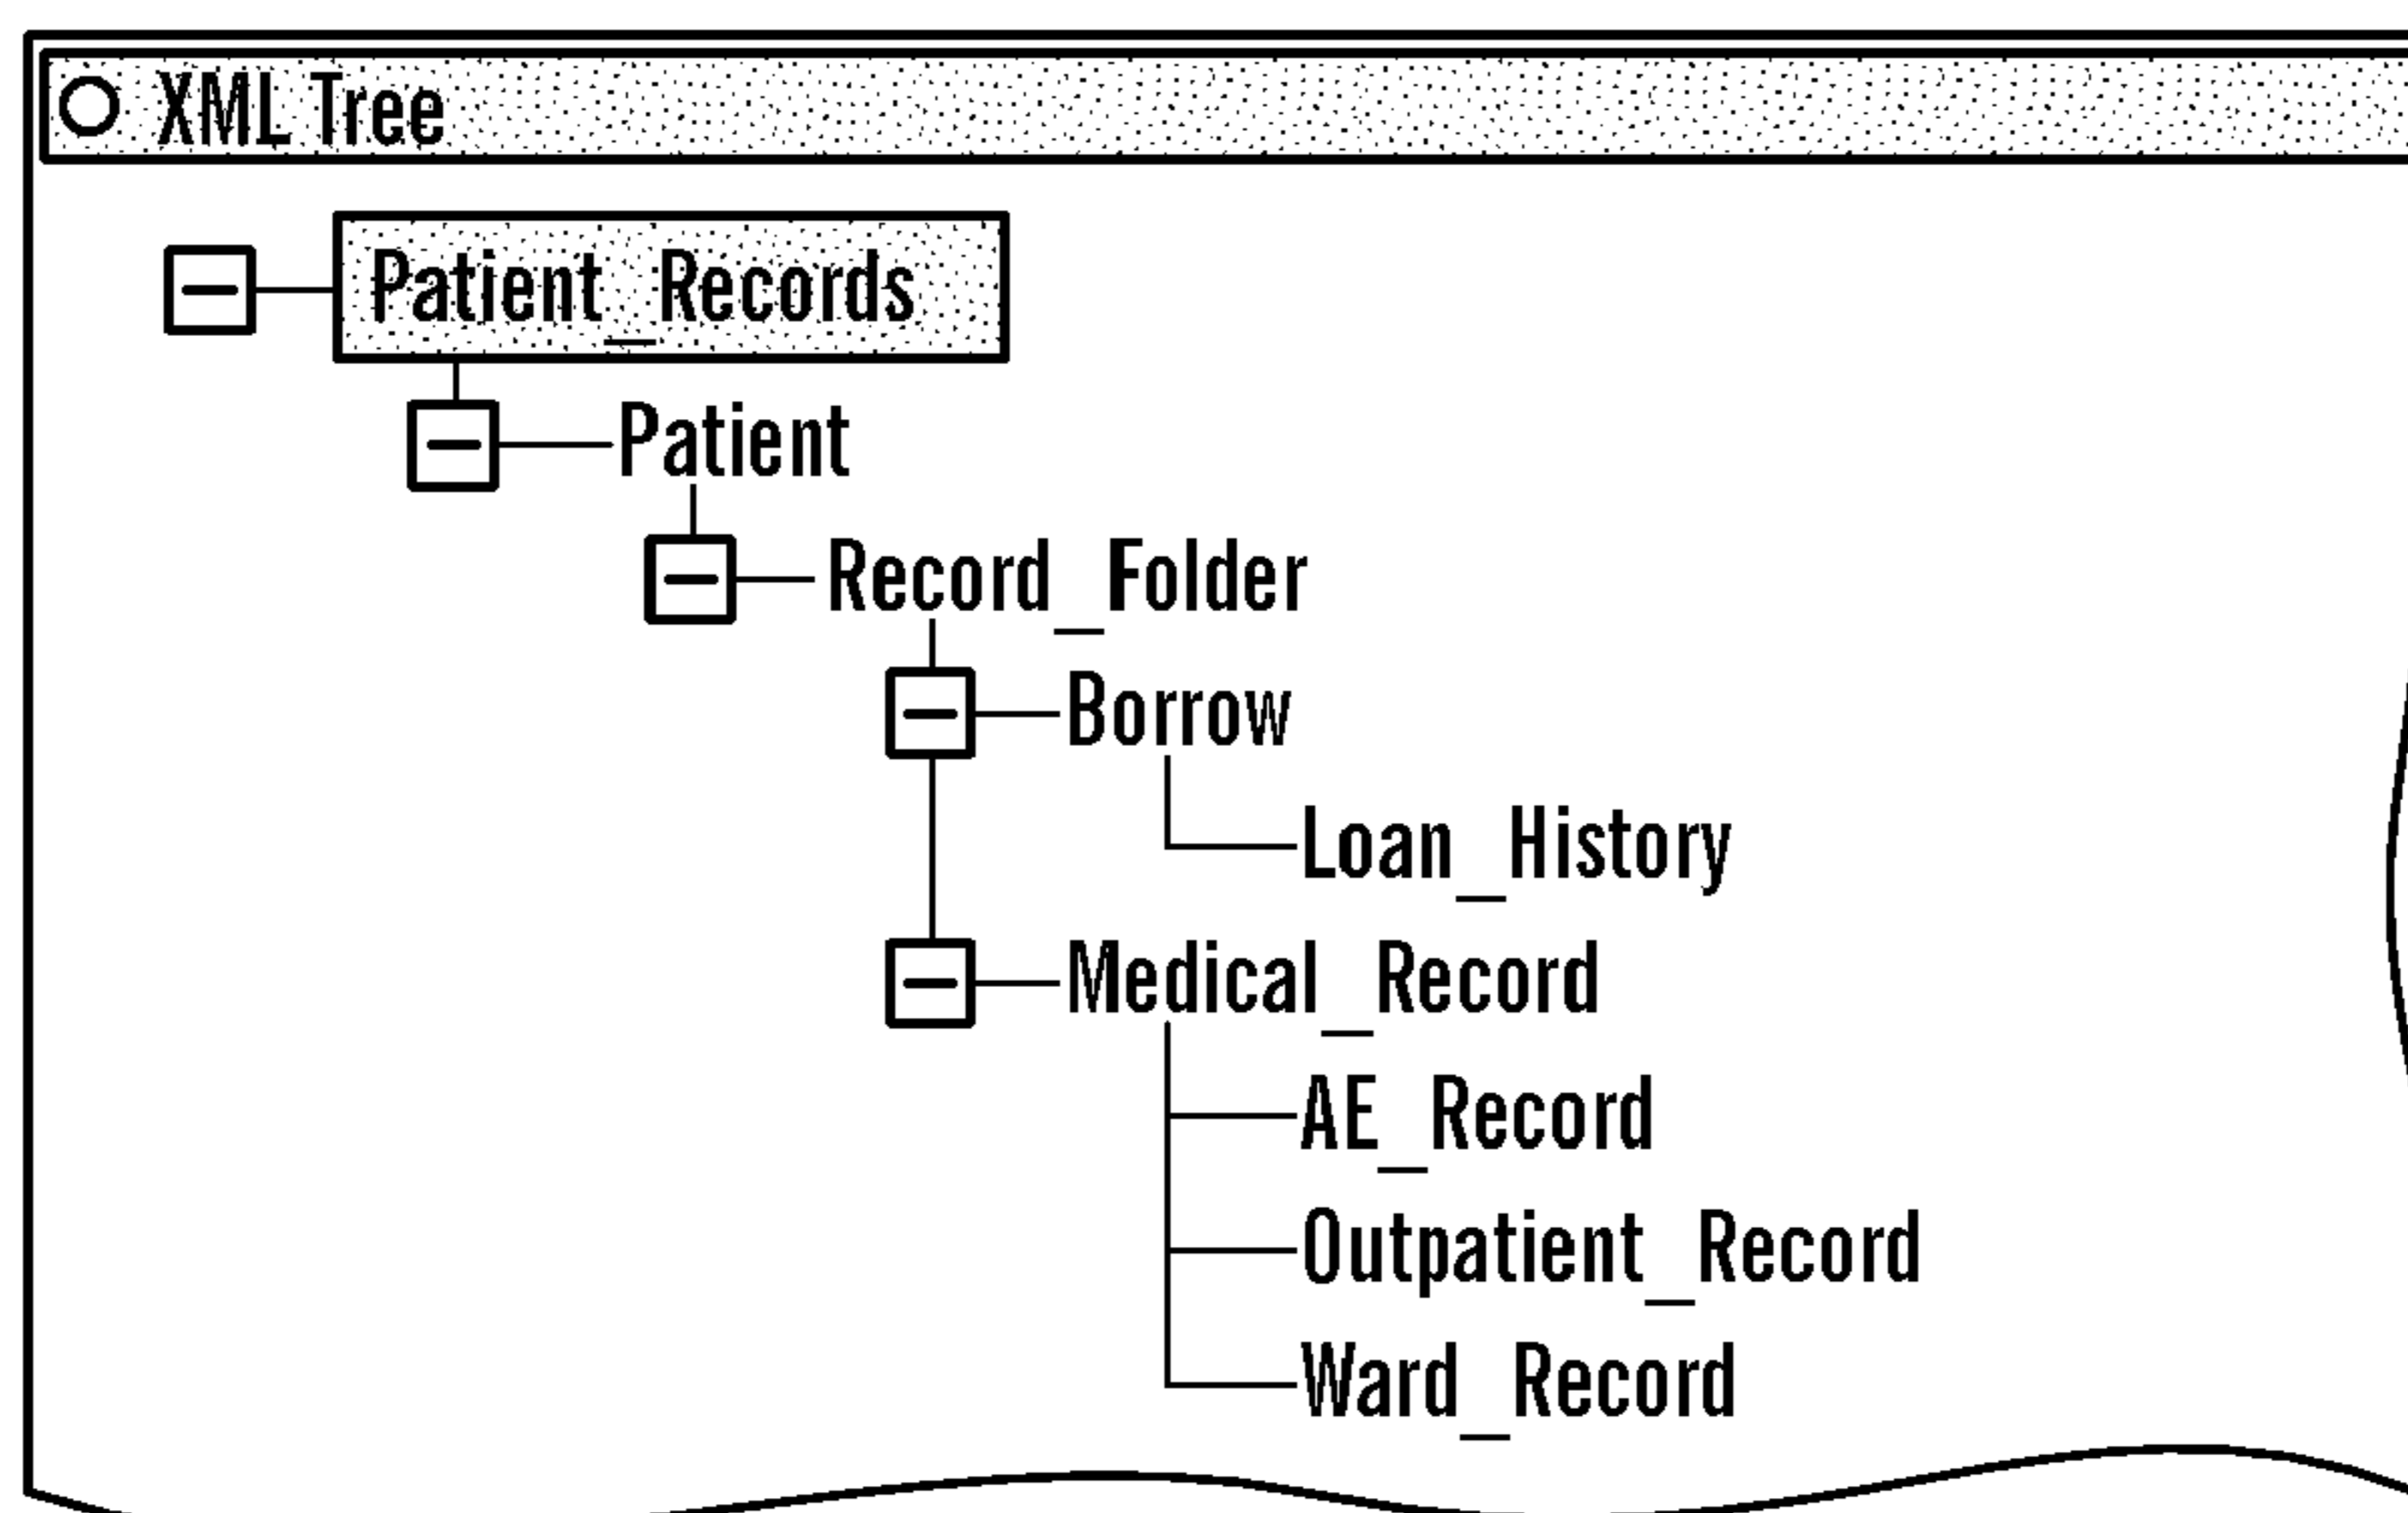 XML Tree
Patient_Records
Patient
Record_Folder
Borrow
Loan_History
Medical_Record
AE_Record
Outpatient_Record
Ward_Record